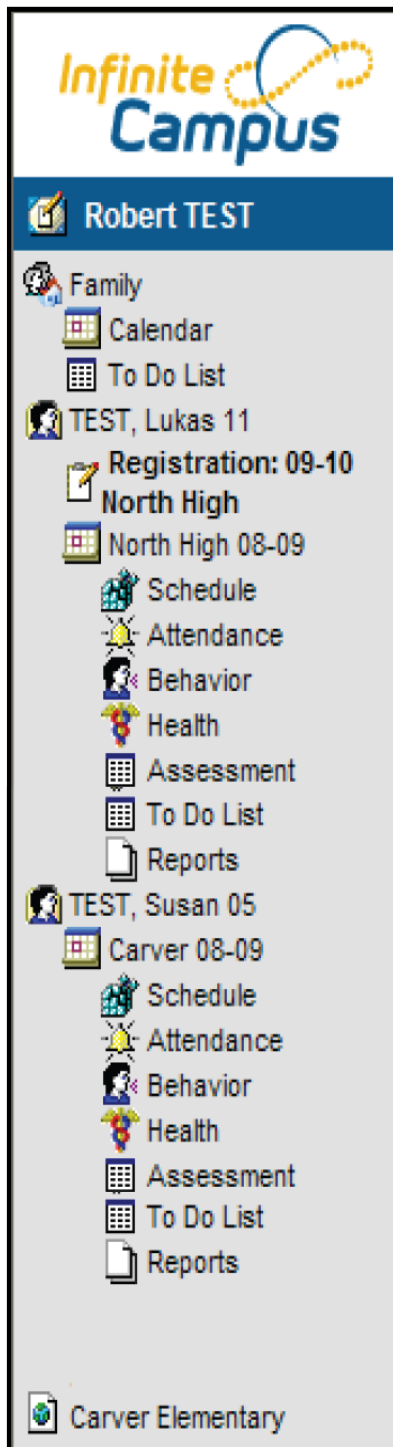 Infinite
Campus
Robert TEST
Family
Calendar
To Do List
TEST, Lukas 11
Registration: 09-10
North High
North High 08-09
Schedule
Attendance
Behavior
Health
Assessment
To Do List
Reports
TEST, Susan 05
Carver 08-09
Schedule
Attendance
Behavior
Health
Assessment
To Do List
Reports
Carver Elementary